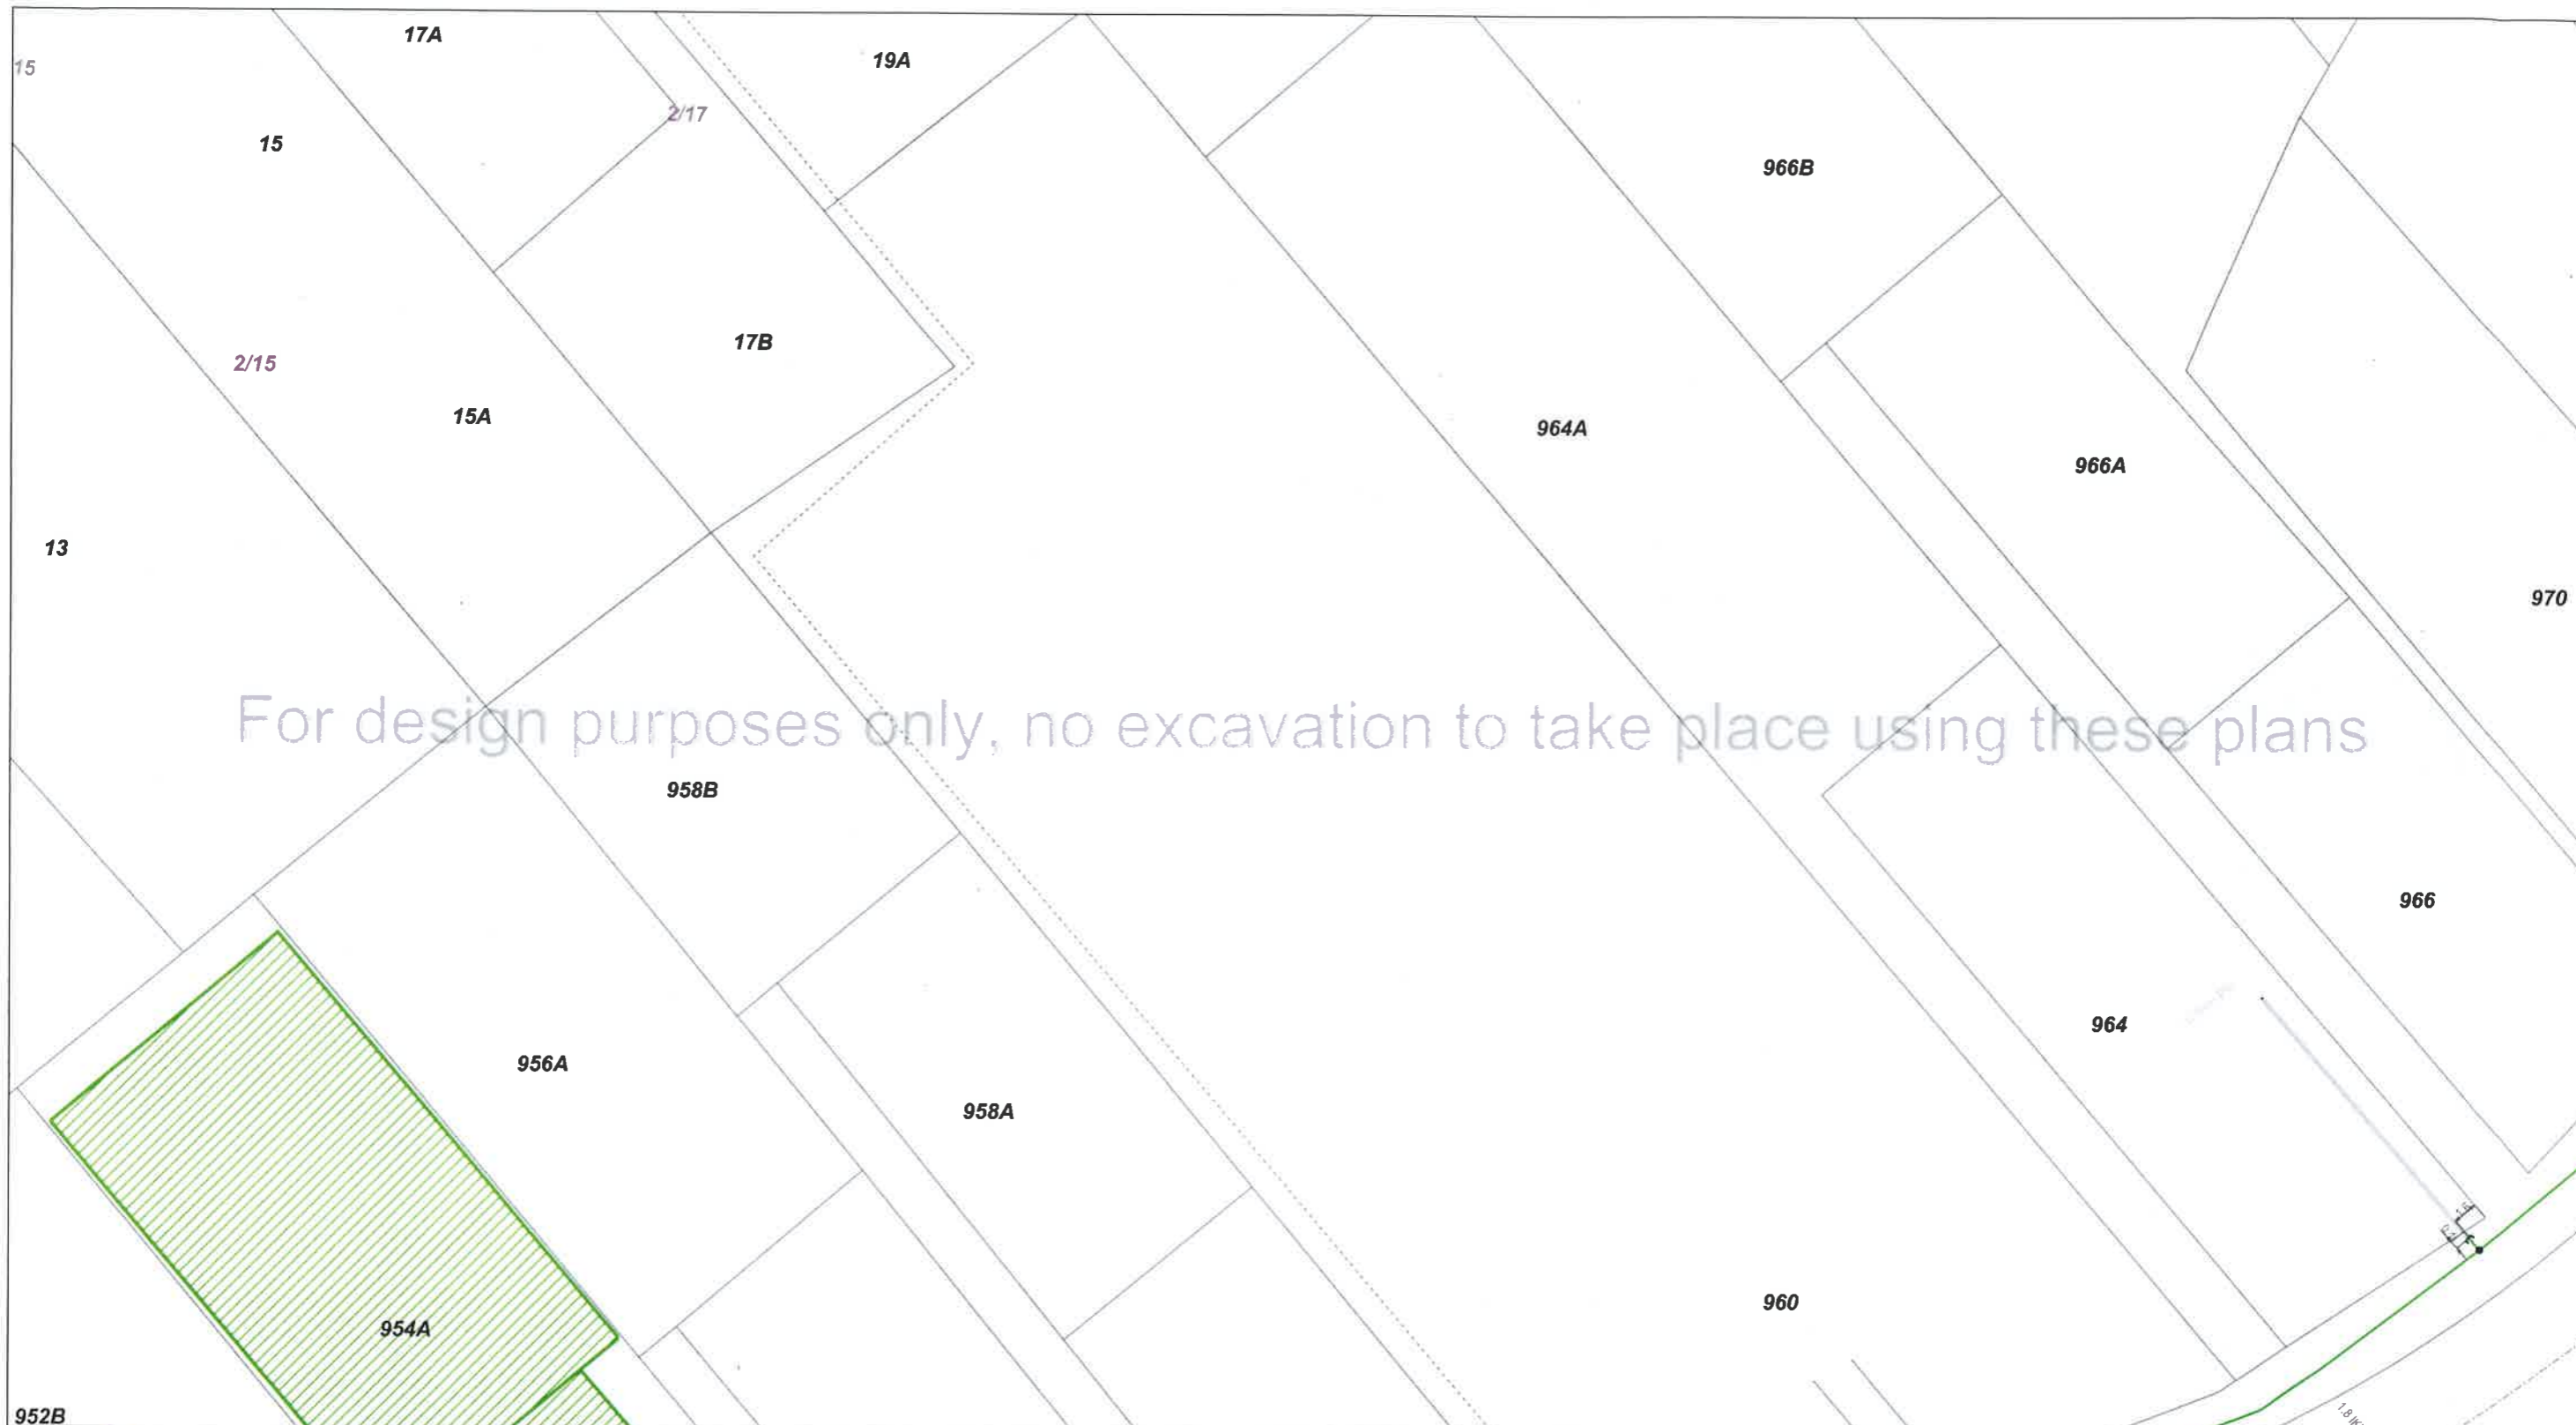 17A
19A
15
2/17
15
966B
17B
2/15
15A
964A
966A
13
970
For design purposes only, no excavation to take place using these plans
958B
966
964
956A
958A
960
954A
952B